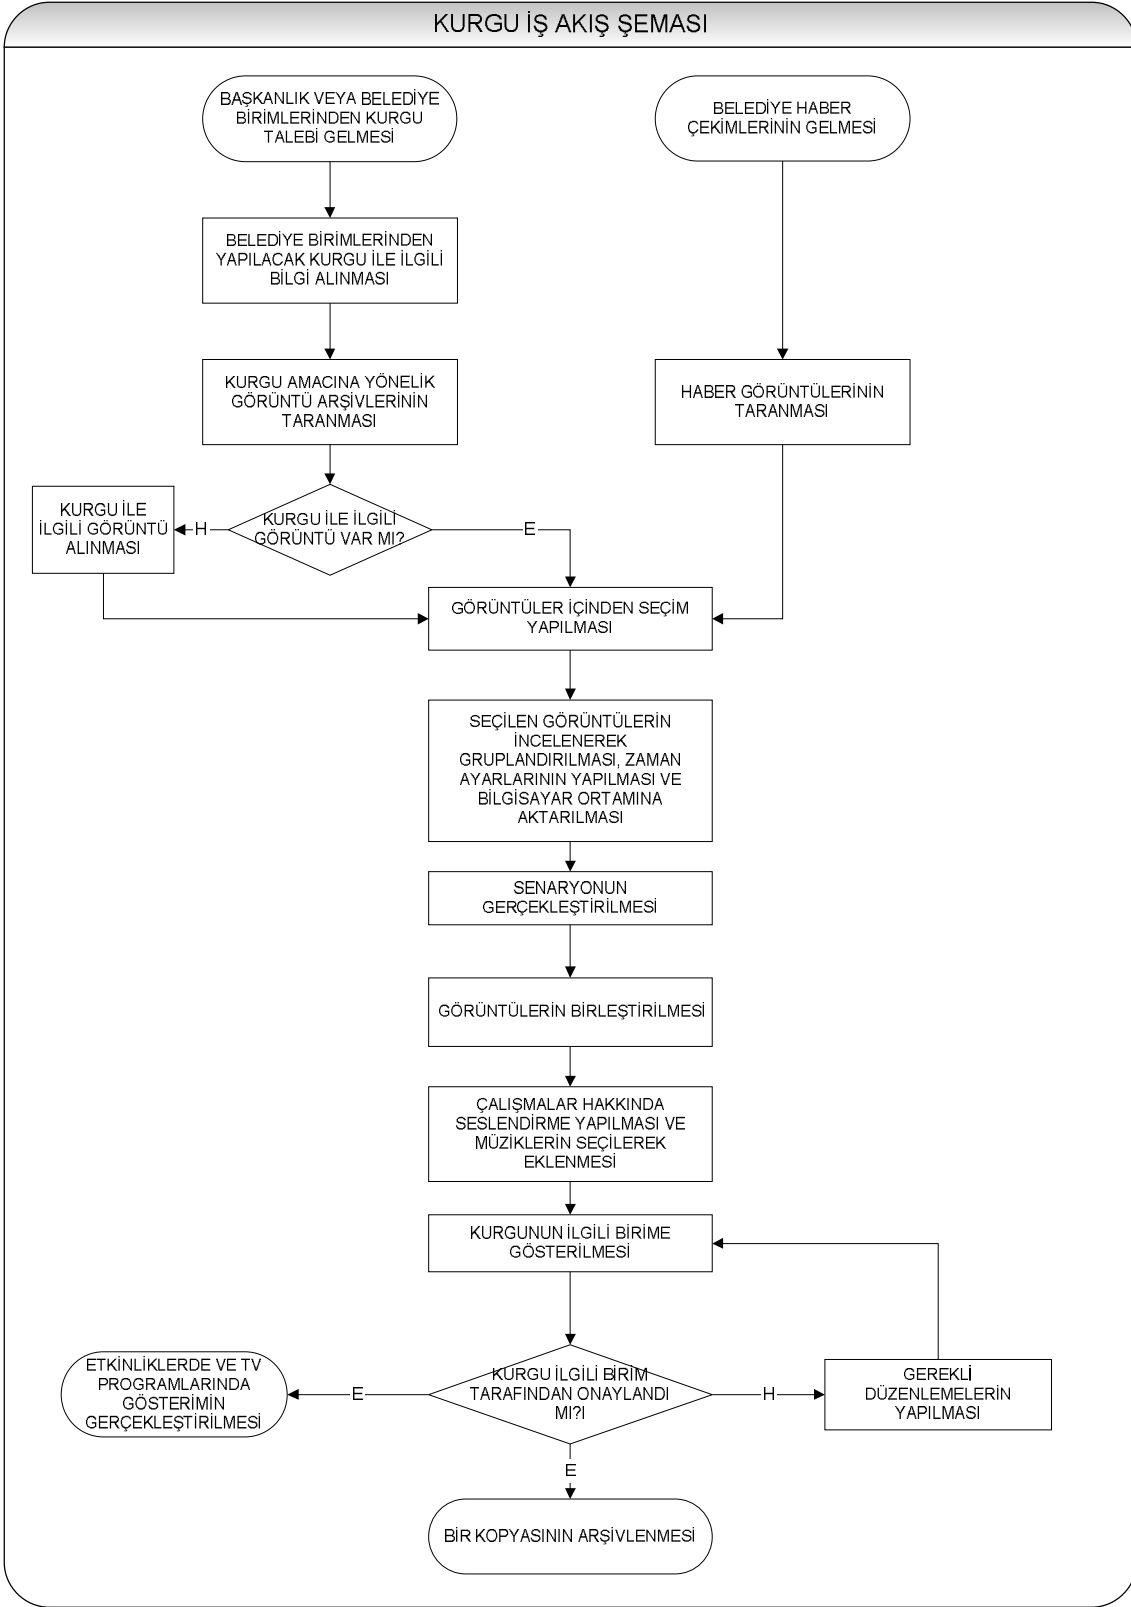 KURGU İŞ AKIŞ ŞEMASI
BAŞKANLIK VEYA BELEDİYE
BİRİMLERİNDEN KURGU
TALEBİ GELMESİ
BELEDİYE HABER
ÇEKİMLERİNİN GELMESİ
BELEDİYE BİRİMLERİNDEN
YAPILACAK KURGU İLE İLGİLİ
BİLGİ ALINMASI
KURGU AMACINA YÖNELİK
GÖRÜNTÜ ARŞİVLERİNİN
TARANMASI
HABER GÖRÜNTÜLERİNİN
TARANMASI
KURGU İLE
İLGİLİ GÖRÜNTÜ
ALINMASI
H
KURGU İLE İLGİLİ
GÖRÜNTÜ VAR MI?
E
GÖRÜNTÜLER İÇİNDEN SEÇİM
YAPILMASI
SEÇİLEN GÖRÜNTÜLERİN
İNCELENEREK
GRUPLANDIRILMASI, ZAMAN
AYARLARININ YAPILMASI VE
BİLGİSAYAR ORTAMINA
AKTARILMASI
SENARYONUN
GERÇEKLEŞTİRİLMESİ
GÖRÜNTÜLERİN BİRLEŞTİRİLMESİ
ÇALIŞMALAR HAKKINDA
SESLENDİRME YAPILMASI VE
MÜZİKLERİN SEÇİLEREK
EKLENMESİ
KURGUNUN İLGİLİ BİRİME
GÖSTERİLMESİ
ETKİNLİKLERDE VE TV
PROGRAMLARINDA
GÖSTERİMİN
GERÇEKLEŞTİRİLMESİ
E
KURGU İLGİLİ BİRİM
TARAFINDAN ONAYLANDI
MI?I
H
GEREKLİ
DÜZENLEMELERİN
YAPILMASI
E
BİR KOPYASININ ARŞİVLENMESİ